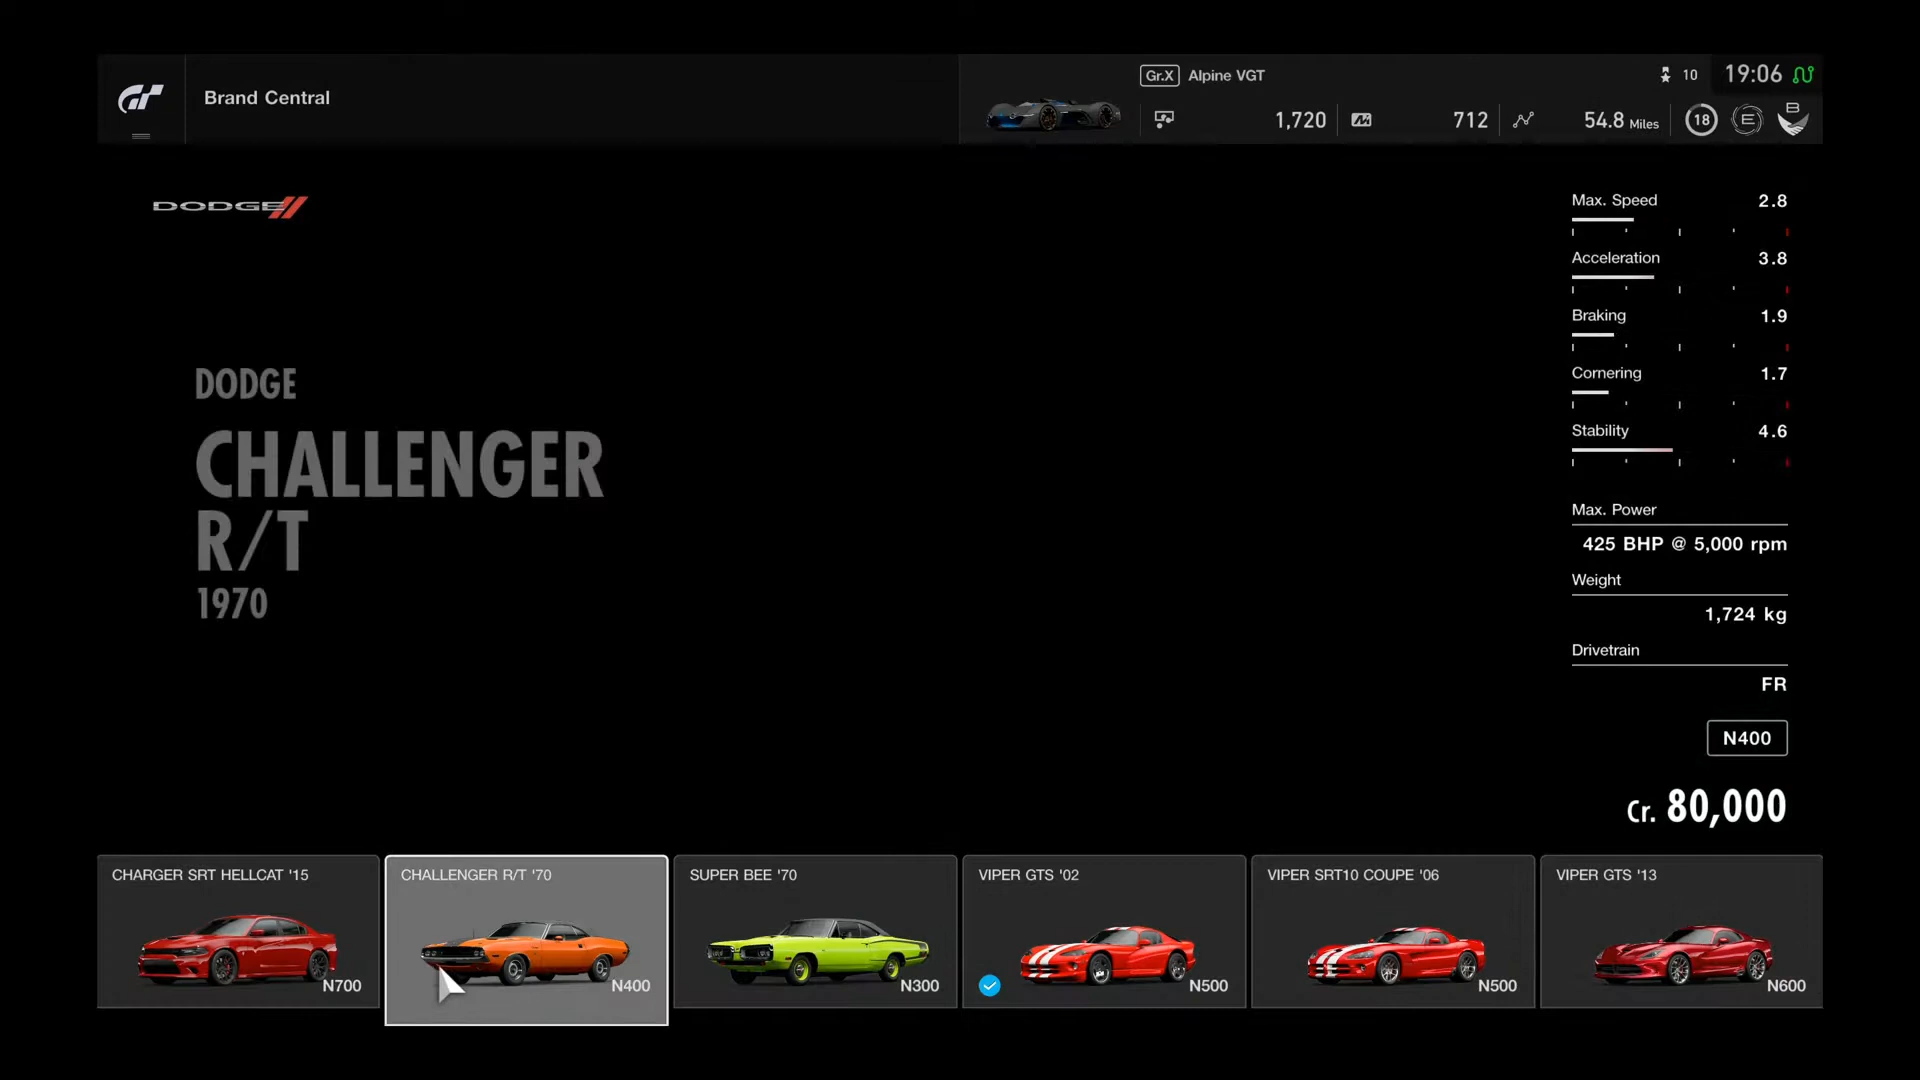 Brand Central
Gr.X Alpine VGT
10
19:06
1,720
712
54.8 Miles
18
E
B
DODGE
DODGE
CHALLENGER
R/T
1970
Max. Speed 2.8
Acceleration 3.8
Braking 1.9
Cornering 1.7
Stability 4.6
Max. Power
425 BHP @ 5,000 rpm
Weight
1,724 kg
Drivetrain
FR
N400
Cr. 80,000
CHARGER SRT HELLCAT '15
N700
CHALLENGER R/T '70
N400
SUPER BEE '70
N300
VIPER GTS '02
N500
VIPER SRT10 COUPE '06
N500
VIPER GTS '13
N600